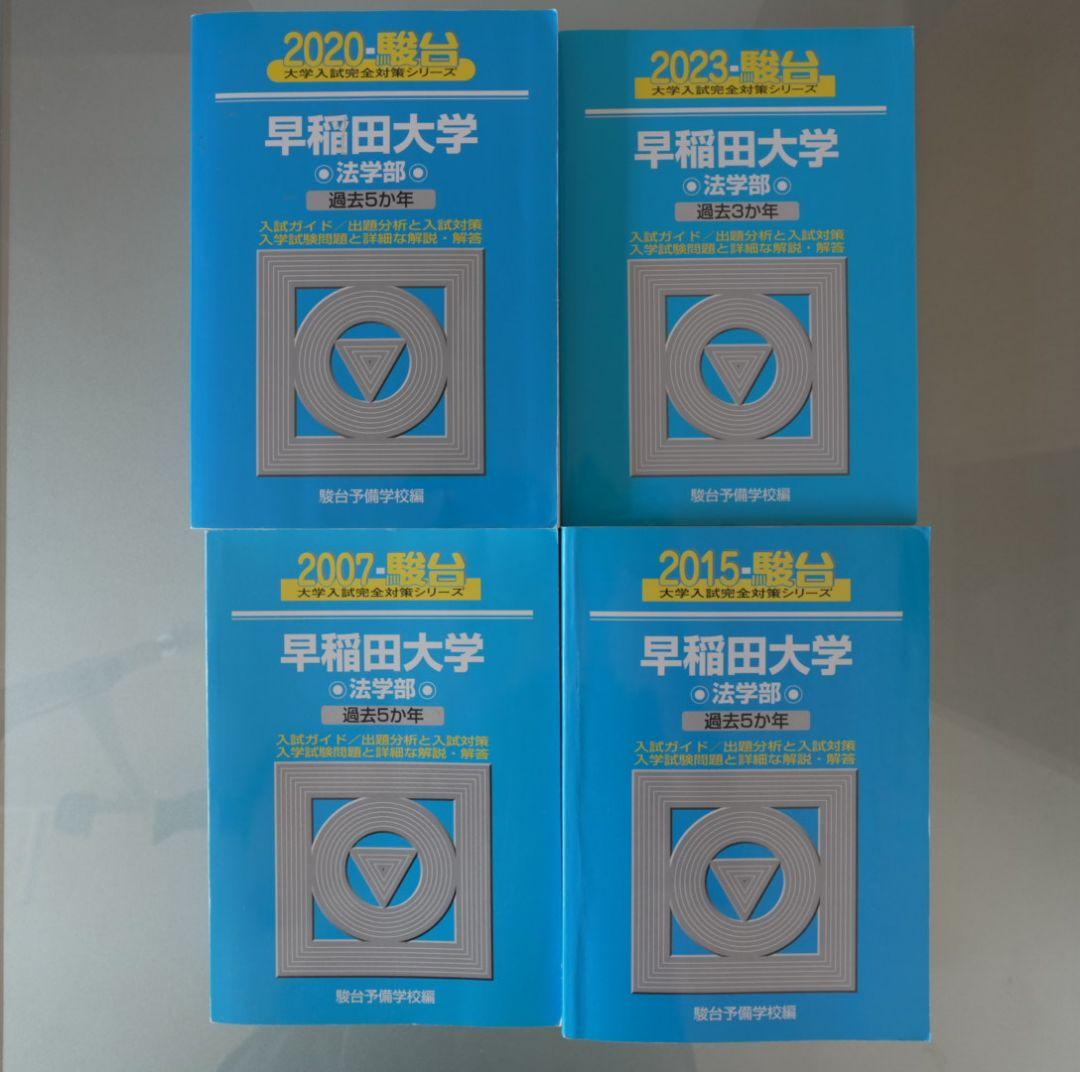 2020-駿台
大学入試完全対策シリーズ
早稲田大学
法学部
過去5か年
入試ガイド／出題分析と入試対策
入学試験問題と詳細な解説・解答
駿台予備学校編
2023-駿台
大学入試完全対策シリーズ
早稲田大学
法学部
過去3か年
入試ガイド／出題分析と入試対策
入学試験問題と詳細な解説・解答
駿台予備学校編
2007-駿台
大学入試完全対策シリーズ
早稲田大学
法学部
過去5か年
入試ガイド／出題分析と入試対策
入学試験問題と詳細な解説・解答
駿台予備学校編
2015-駿台
大学入試完全対策シリーズ
早稲田大学
法学部
過去5か年
入試ガイド／出題分析と入試対策
入学試験問題と詳細な解説・解答
駿台予備学校編